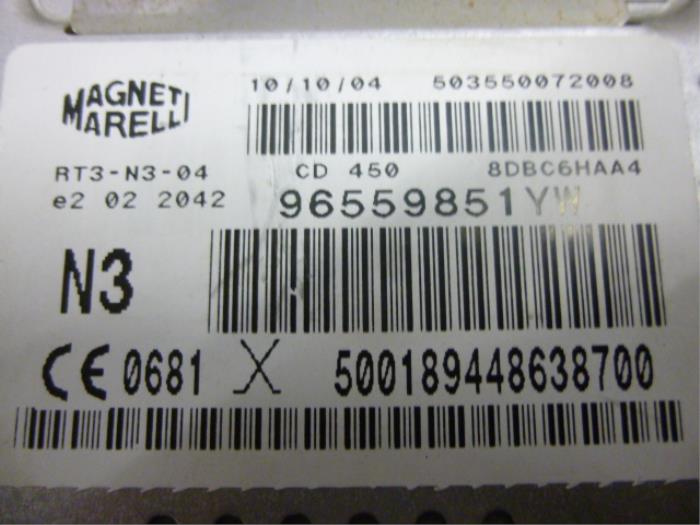 MAGNETI
MARELLI
10/10/04 503550072008
RT3-N3-04 CD 450 8DBC6HAA4
e2 02 2042 96559851YW
N3
CE 0681 X 500189448638700